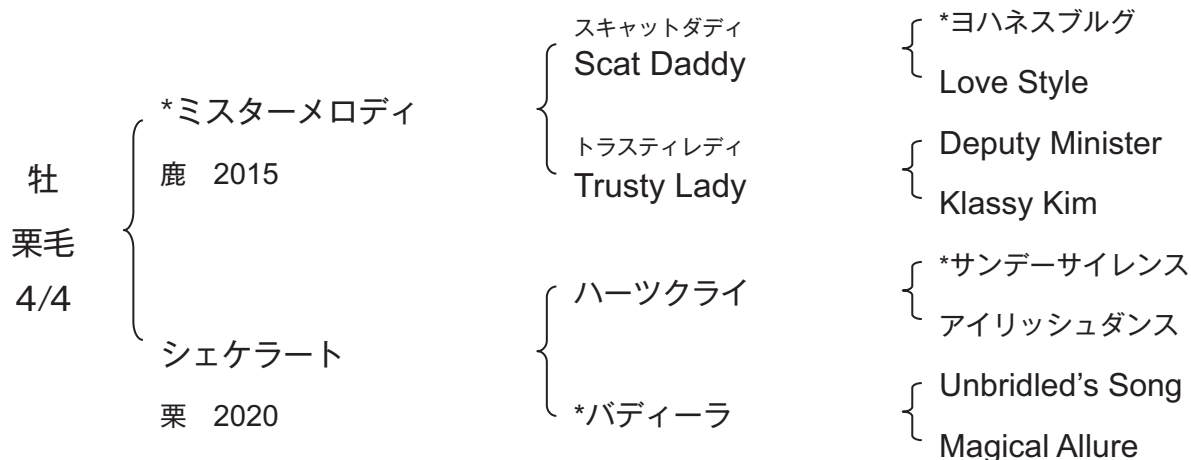 牡
栗毛
4/4
*ミスターメロディ
鹿 2015
シェケラート
栗 2020
スキャットダディ
Scat Daddy
トラスティレディ
Trusty Lady
ハーツクライ
*バディーラ
*ヨハネスブルグ
Love Style
Deputy Minister
Klassy Kim
*サンデーサイレンス
アイリッシュダンス
Unbridled’s Song
Magical Allure